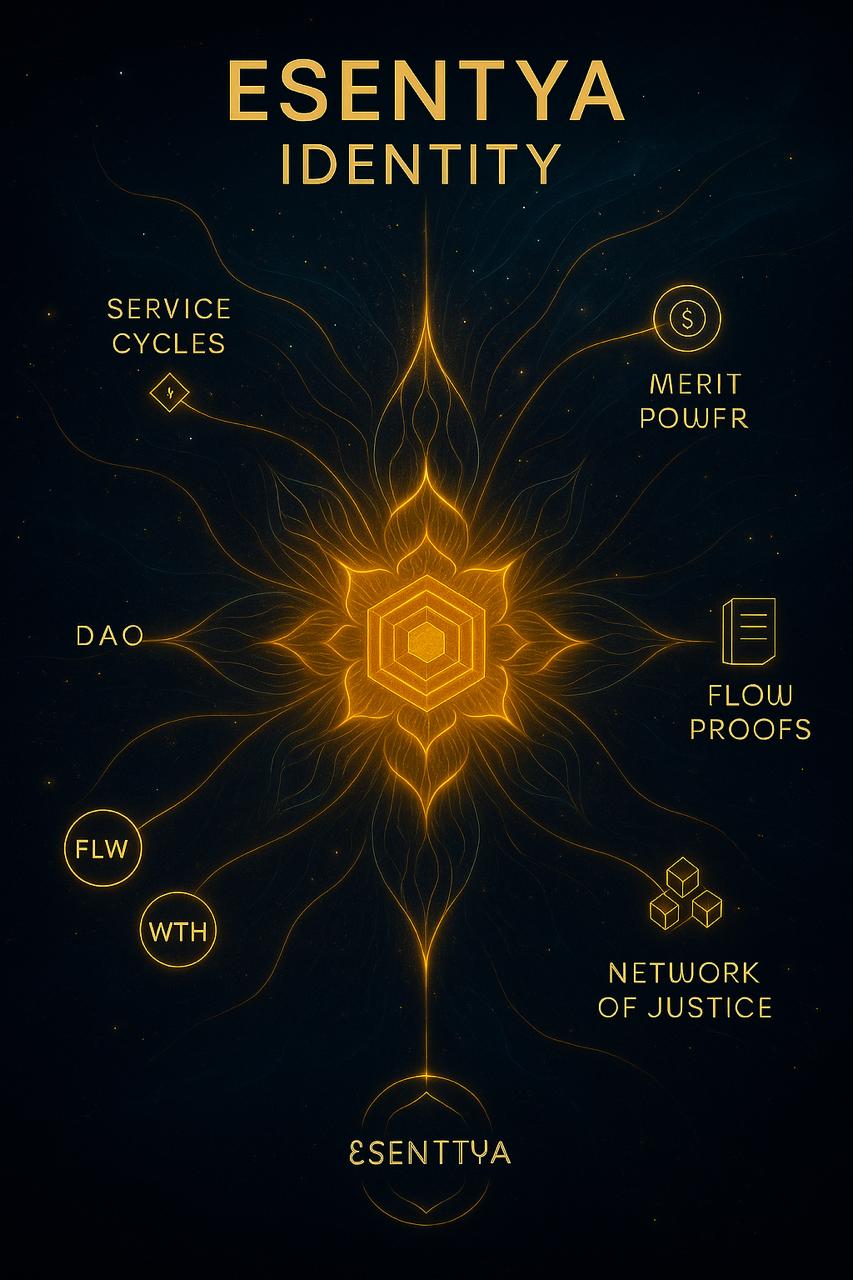 ESENTYA
IDENTITY
SERVICE
CYCLES
$
MERIT
POWFR
DAO
FLOW
PROOFS
FLW
WTH
NETWORK
OF JUSTICE
ƐSENTTYA